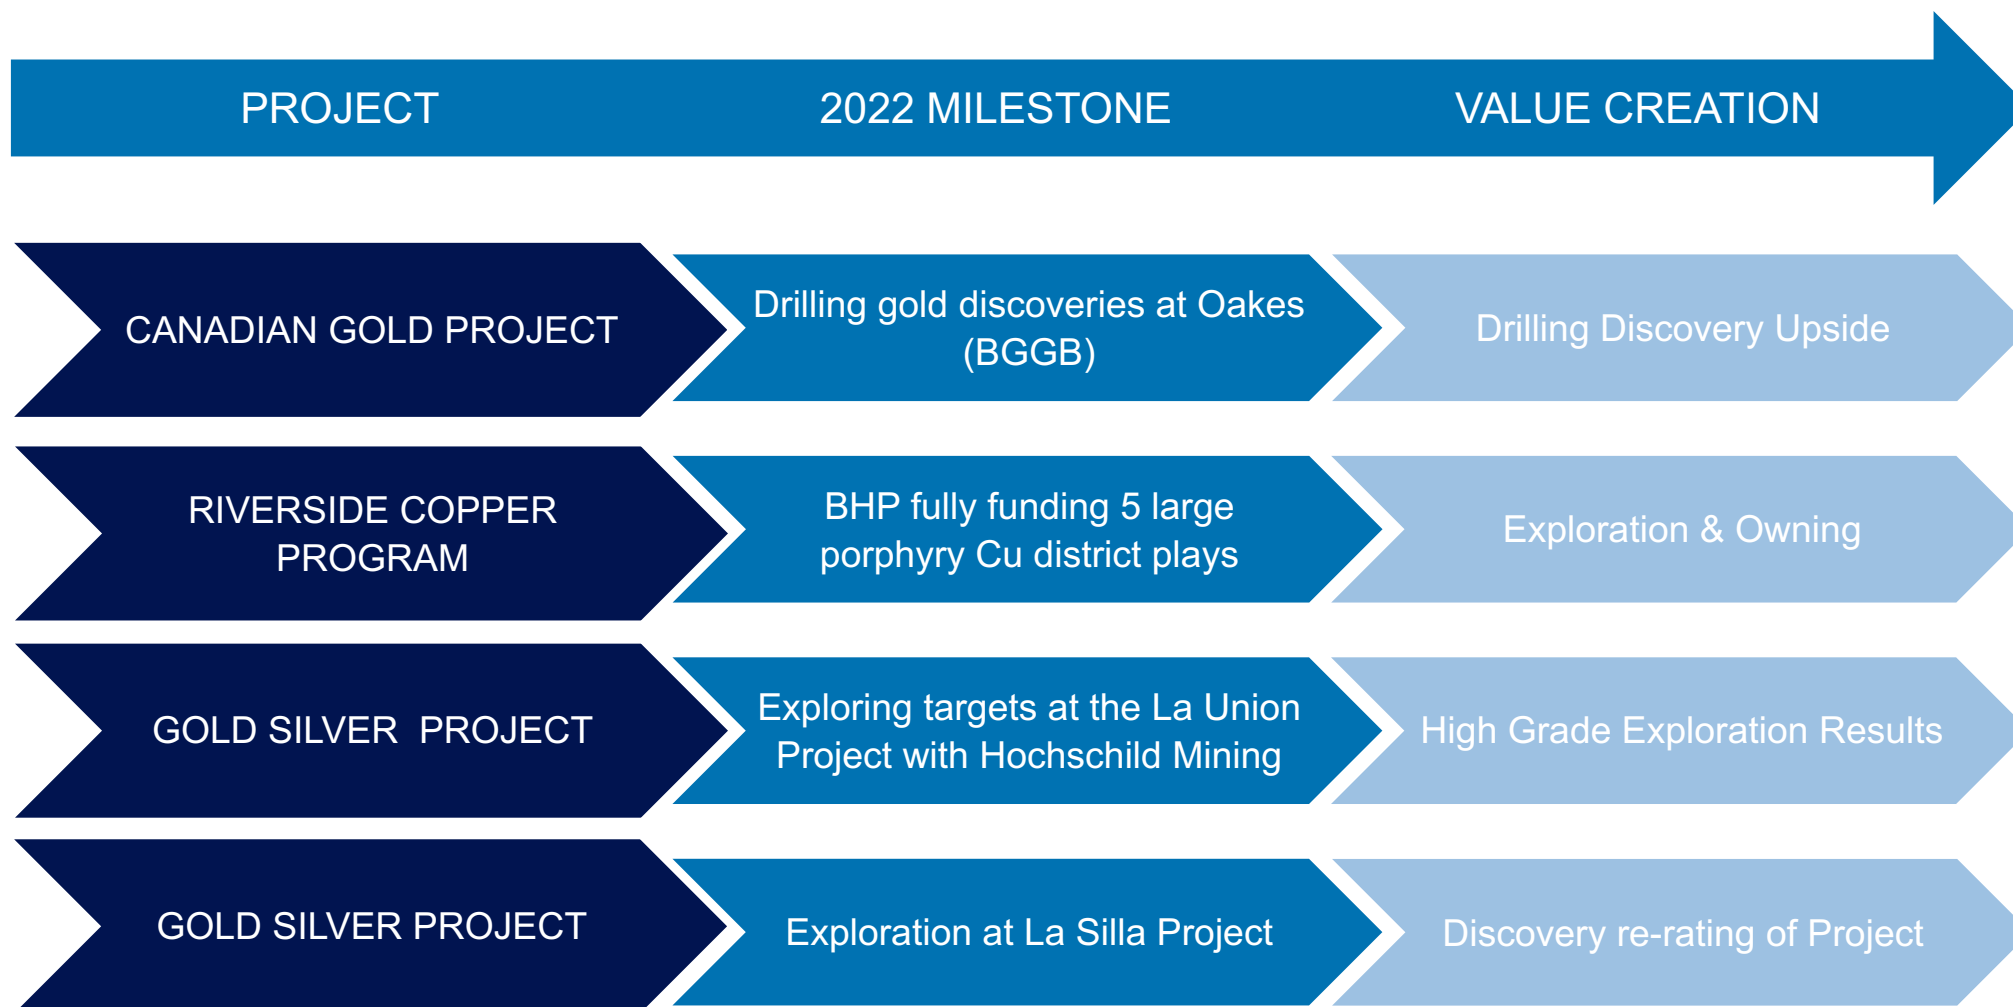 PROJECT 2022 MILESTONE VALUE CREATION
CANADIAN GOLD PROJECT
Drilling gold discoveries at Oakes
(BGGB)
Drilling Discovery Upside
RIVERSIDE COPPER
PROGRAM
BHP fully funding 5 large
porphyry Cu district plays
Exploration & Owning
GOLD SILVER  PROJECT
Exploring targets at the La Union
Project with Hochschild Mining
High Grade Exploration Results
GOLD SILVER PROJECT
Exploration at La Silla Project
Discovery re-rating of Project